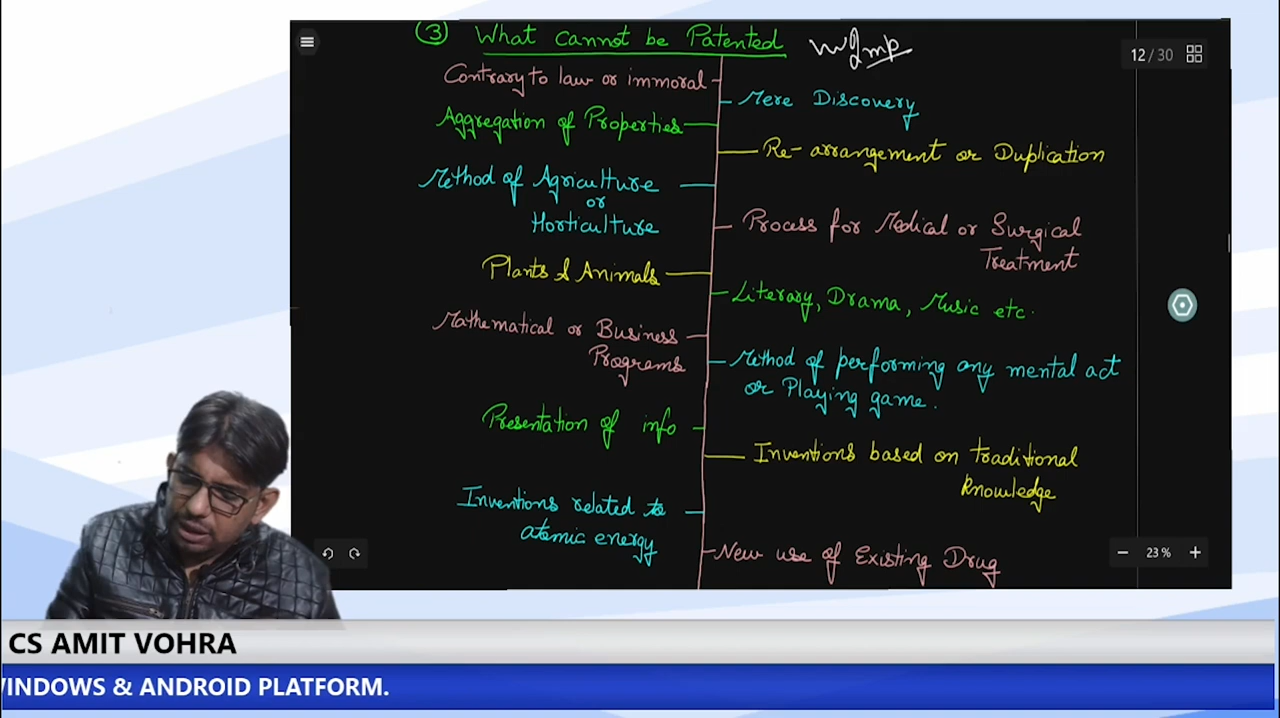 ③ What Cannot be Patented
12 / 30
Contrary to law or immoral
Mere Discovery
Aggregation of Properties
Re-arrangement or Duplication
Method of Agriculture
or
Horticulture
Process for Medical or Surgical
Treatment
Plants & Animals
Literary, Drama, Music etc.
Mathematical or Business
Programs
Method of performing any mental act
or Playing game.
Presentation of info
Inventions based on traditional
knowledge
Inventions related to
atomic energy
New use of Existing Drug
23 %
CS AMIT VOHRA
WINDOWS & ANDROID PLATFORM.